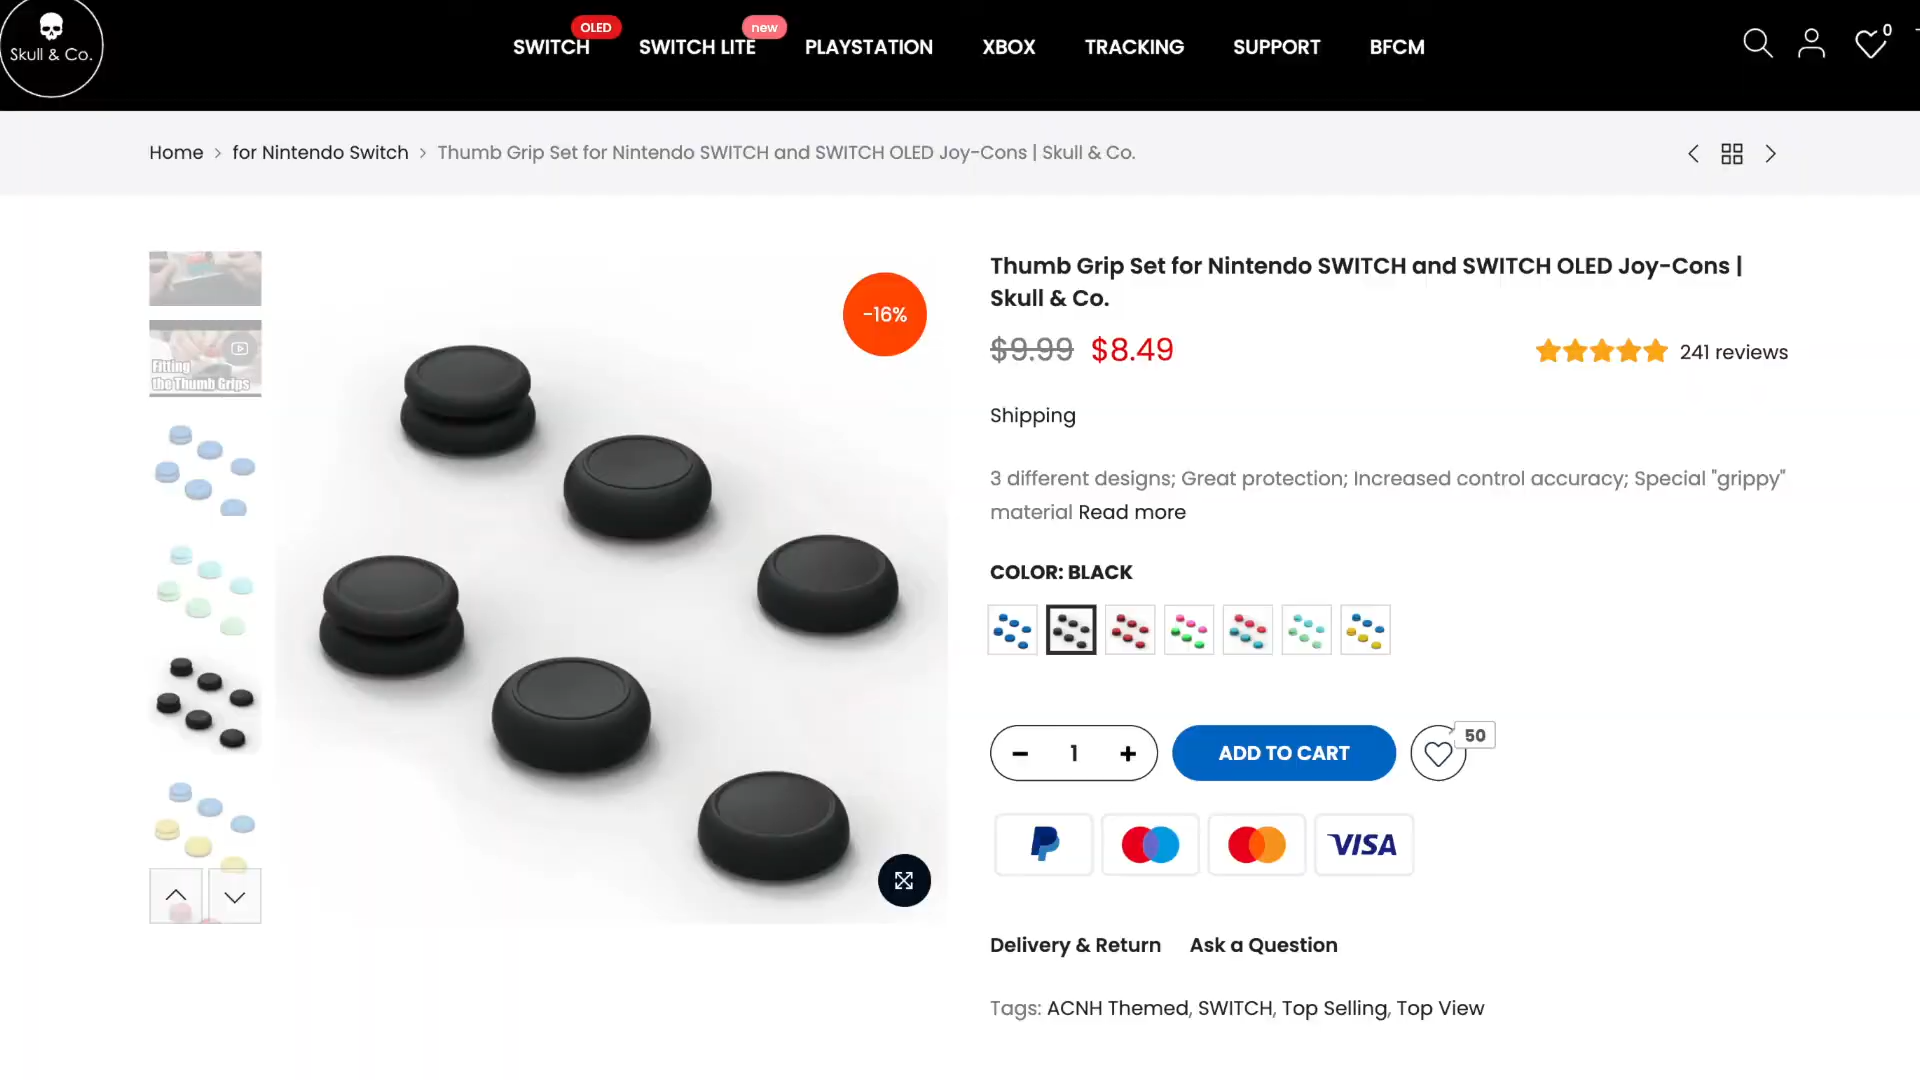 Skull & Co.
SWITCH
OLED
SWITCH LITE
new
PLAYSTATION
XBOX
TRACKING
SUPPORT
BFCM
0
Home > for Nintendo Switch > Thumb Grip Set for Nintendo SWITCH and SWITCH OLED Joy-Cons | Skull & Co.
Fitting
the Thumb Grips
-16%
Thumb Grip Set for Nintendo SWITCH and SWITCH OLED Joy-Cons |
Skull & Co.
$9.99 $8.49
241 reviews
Shipping
3 different designs; Great protection; Increased control accuracy; Special "grippy"
material Read more
COLOR: BLACK
− 1 +
ADD TO CART
50
VISA
Delivery & Return
Ask a Question
Tags: ACNH Themed, SWITCH, Top Selling, Top View